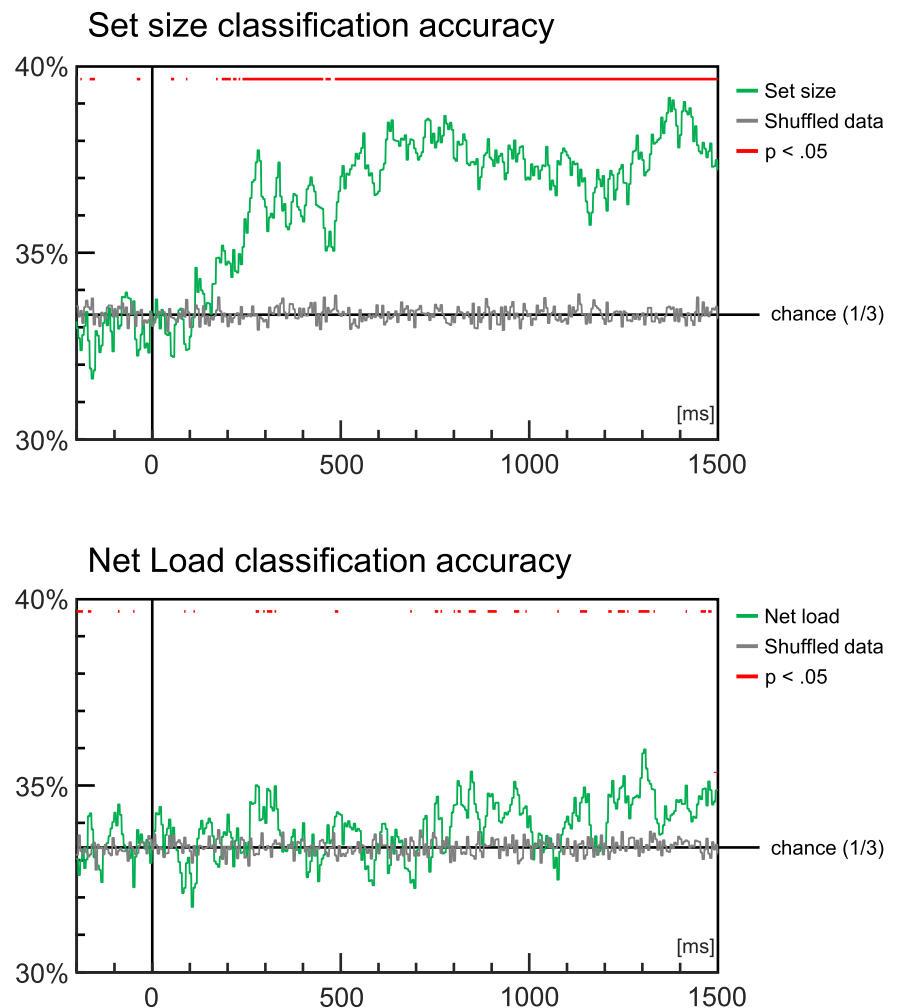 Set size classification accuracy
40%
Set size
Shuffled data
p < .05
35%
chance (1/3)
[ms]
30%
0 500 1000 1500
Net Load classification accuracy
40%
Net load
Shuffled data
p < .05
35%
chance (1/3)
[ms]
30%
0 500 1000 1500